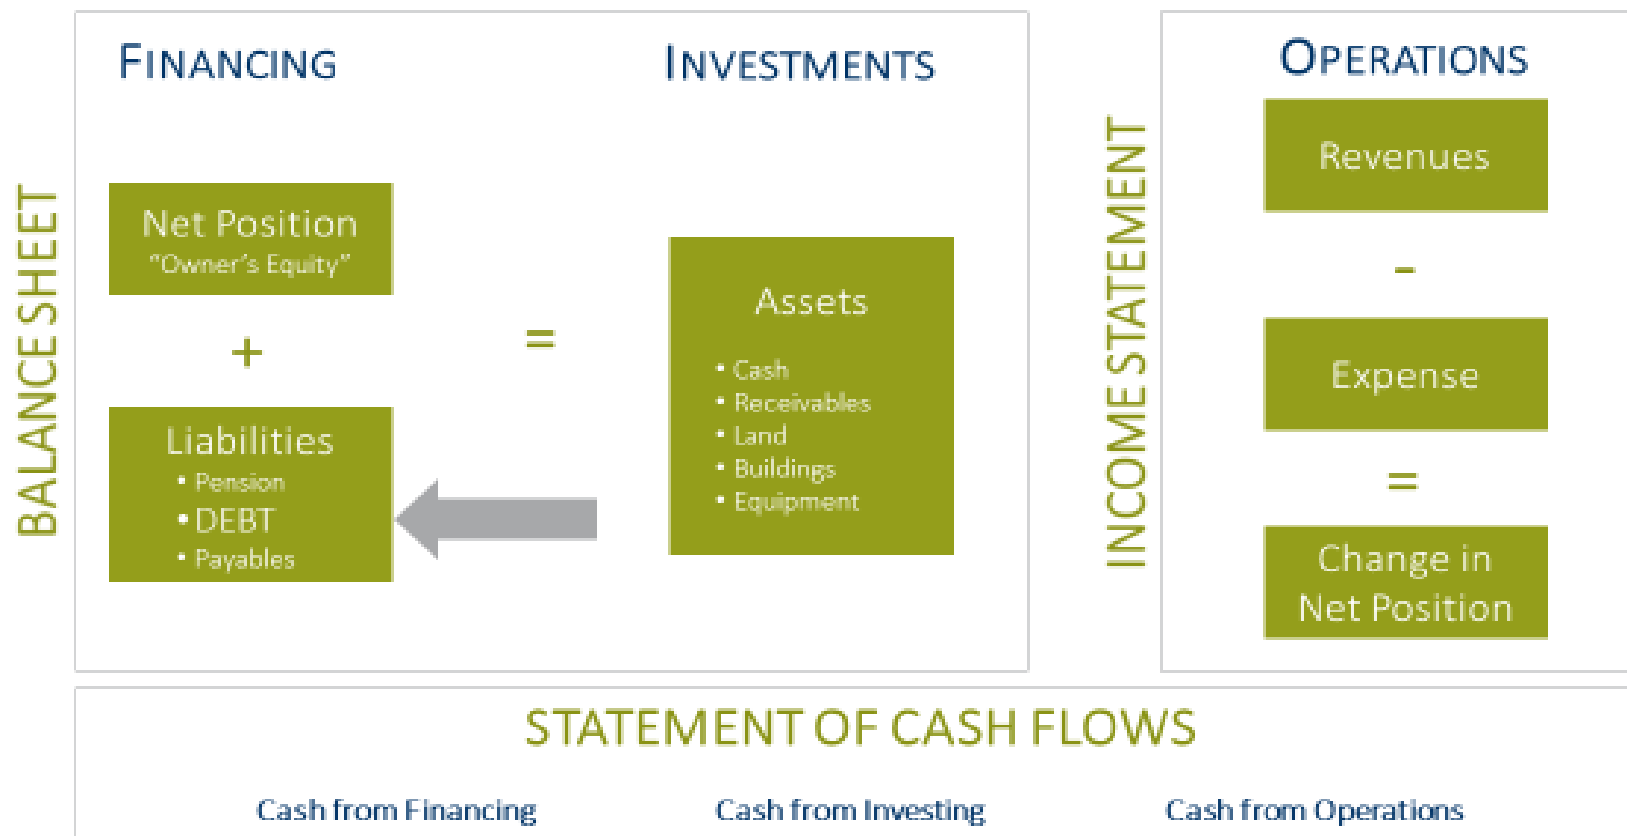 BALANCE SHEET
FINANCING
Net Position
“Owner’s Equity”
+
Liabilities
• Pension
• DEBT
• Payables
=
INVESTMENTS
Assets
• Cash
• Receivables
• Land
• Buildings
• Equipment
INCOME STATEMENT
OPERATIONS
Revenues
-
Expense
=
Change in
Net Position
STATEMENT OF CASH FLOWS
Cash from Financing
Cash from Investing
Cash from Operations